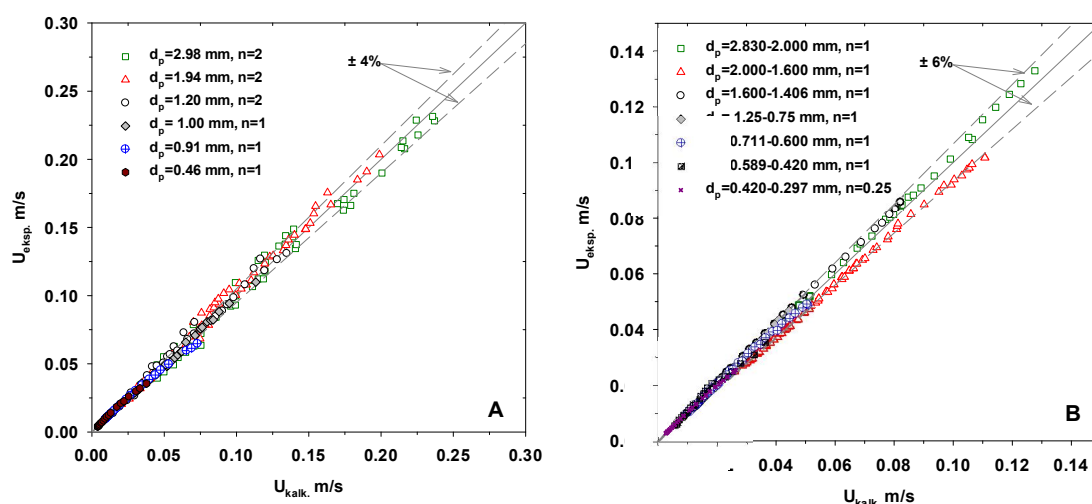 0.30
0.25
0.20
0.15
0.10
0.05
0.00
U_eksp. m/s
d_p=2.98 mm, n=2
d_p=1.94 mm, n=2
d_p=1.20 mm, n=2
d_p= 1.00 mm, n=1
d_p=0.91 mm, n=1
d_p=0.46 mm, n=1
± 4%
A
0.00 0.05 0.10 0.15 0.20 0.25 0.30
U_kalk. m/s
0.14
0.12
0.1
0.08
0.06
0.04
0.
0.
U_eksp. m/s
d_p=2.830-2.000 mm, n=1
d_p=2.000-1.600 mm, n=1
d_p=1.600-1.406 mm, n=1
1.25-0.75 mm, n=1
0.711-0.600 mm, n=1
0.589-0.420 mm, n=1
d_p=0.420-0.297 mm, n=0.25
± 6%
B
0.04 0.06 0.08 0.1 0.12 0.14
U_kalk. m/s